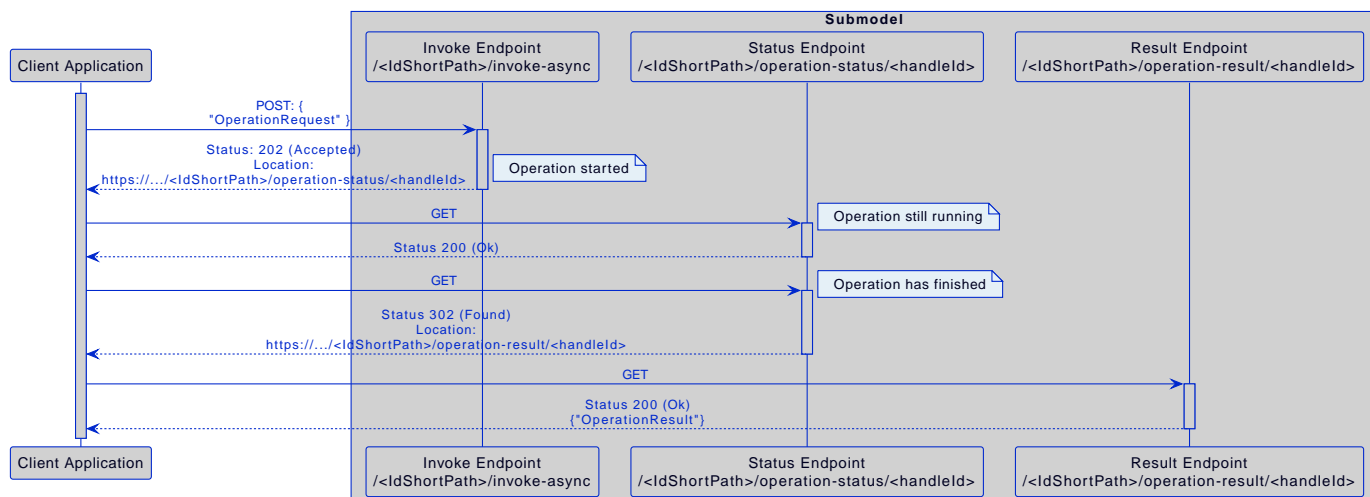 Submodel
Client Application
Invoke Endpoint
/<IdShortPath>/invoke-async
Status Endpoint
/<IdShortPath>/operation-status/<handleId>
Result Endpoint
/<IdShortPath>/operation-result/<handleId>
POST: {
"OperationRequest" }
Status: 202 (Accepted)
Location:
https://.../<IdShortPath>/operation-status/<handleId>
Operation started
GET
Operation still running
Status 200 (Ok)
GET
Operation has finished
Status 302 (Found)
Location:
https://.../<IdShortPath>/operation-result/<handleId>
GET
Status 200 (Ok)
{"OperationResult"}
Client Application
Invoke Endpoint
/<IdShortPath>/invoke-async
Status Endpoint
/<IdShortPath>/operation-status/<handleId>
Result Endpoint
/<IdShortPath>/operation-result/<handleId>